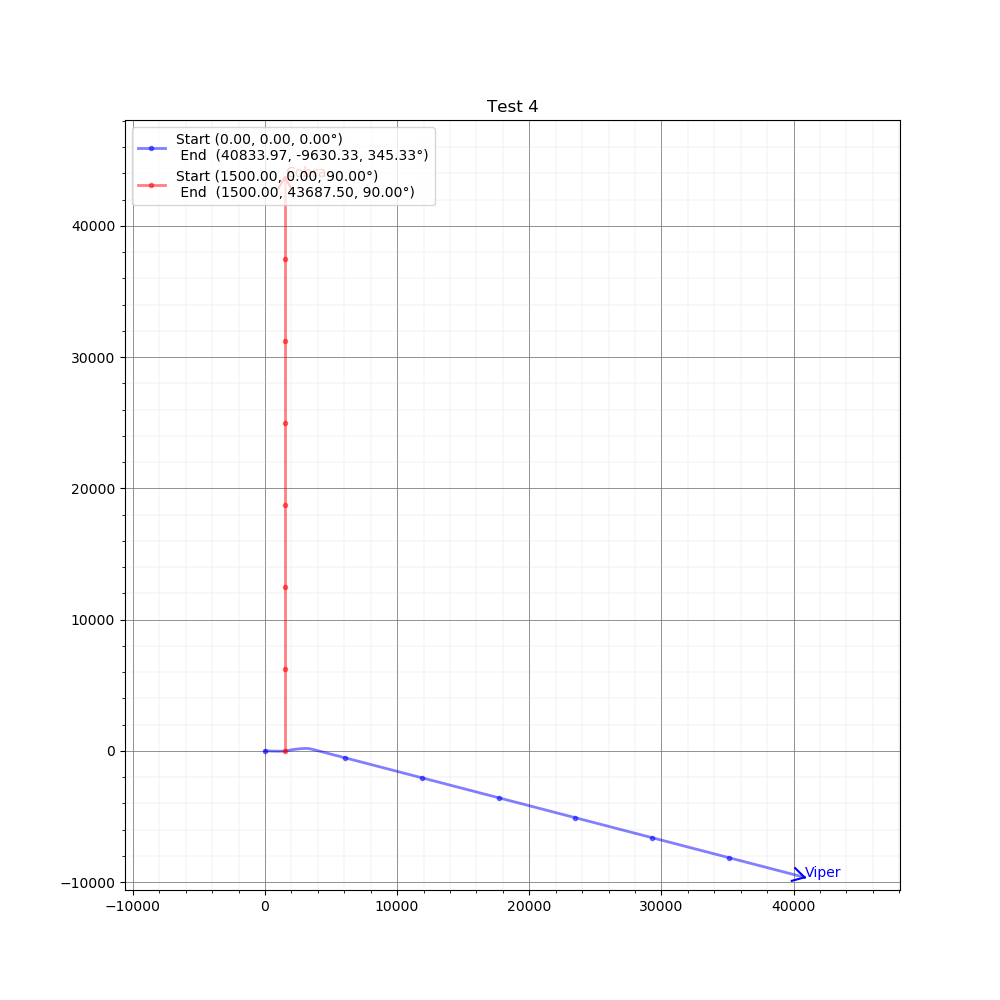 Test 4
Start (0.00, 0.00, 0.00°)
End (40833.97, -9630.33, 345.33°)
Start (1500.00, 0.00, 90.00°)
End (1500.00, 43687.50, 90.00°)
40000
30000
20000
10000
0
−10000
Viper
−10000 0 10000 20000 30000 40000